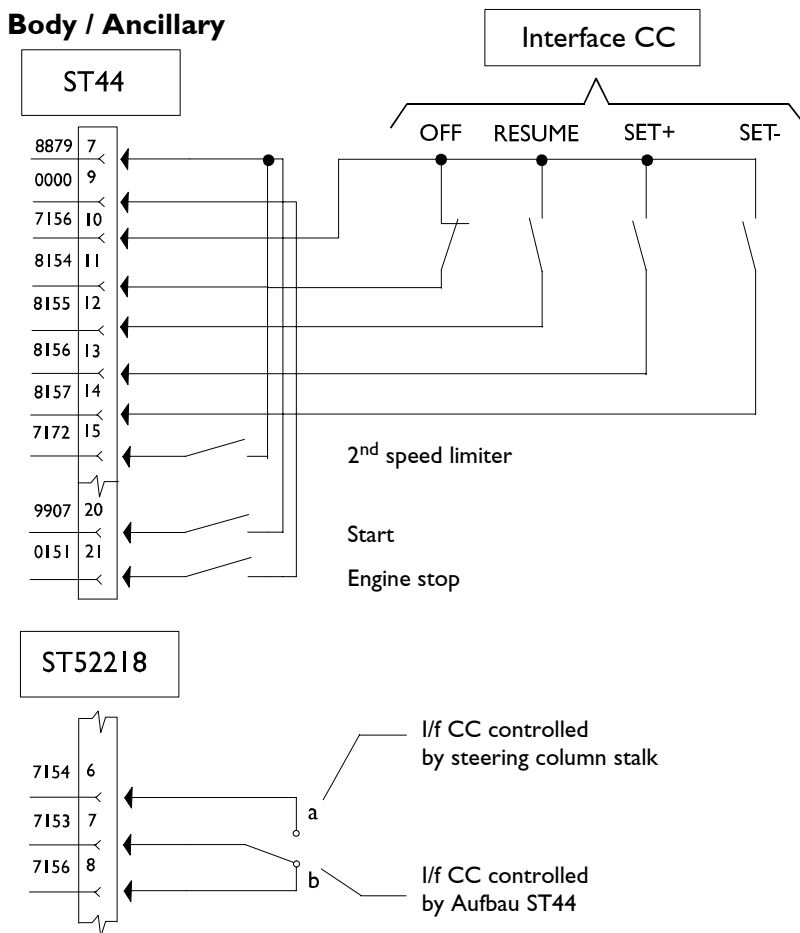 Body / Ancillary
Interface CC
ST44
OFF RESUME SET+ SET-
8879 7
0000 9
7156 10
8154 11
8155 12
8156 13
8157 14
7172 15
2nd speed limiter
9907 20
Start
0151 21
Engine stop
ST52218
I/f CC controlled
by steering column stalk
7154 6
a
7153 7
7156 8
b
I/f CC controlled
by Aufbau ST44